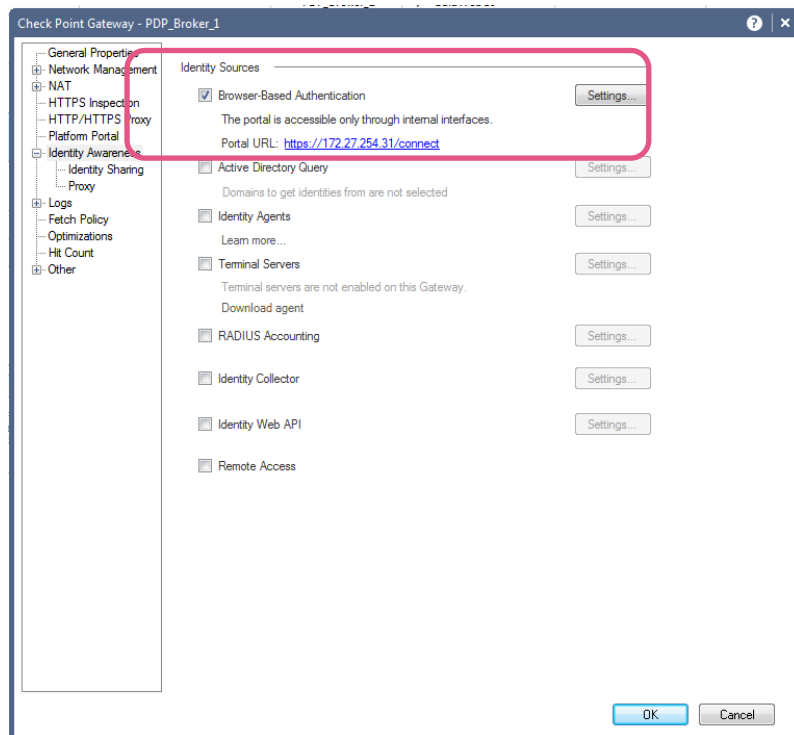 Check Point Gateway - PDP_Broker_1
General Properties
Network Management
NAT
HTTPS Inspection
HTTP/HTTPS Proxy
Platform Portal
Identity Awareness
Identity Sharing
Proxy
Logs
Fetch Policy
Optimizations
Hit Count
Other
Identity Sources
Browser-Based Authentication Settings...
The portal is accessible only through internal interfaces.
Portal URL: https://172.27.254.31/connect
Active Directory Query Settings...
Domains to get identities from are not selected
Identity Agents Settings...
Learn more...
Terminal Servers Settings...
Terminal servers are not enabled on this Gateway.
Download agent
RADIUS Accounting Settings...
Identity Collector Settings...
Identity Web API Settings...
Remote Access
OK Cancel